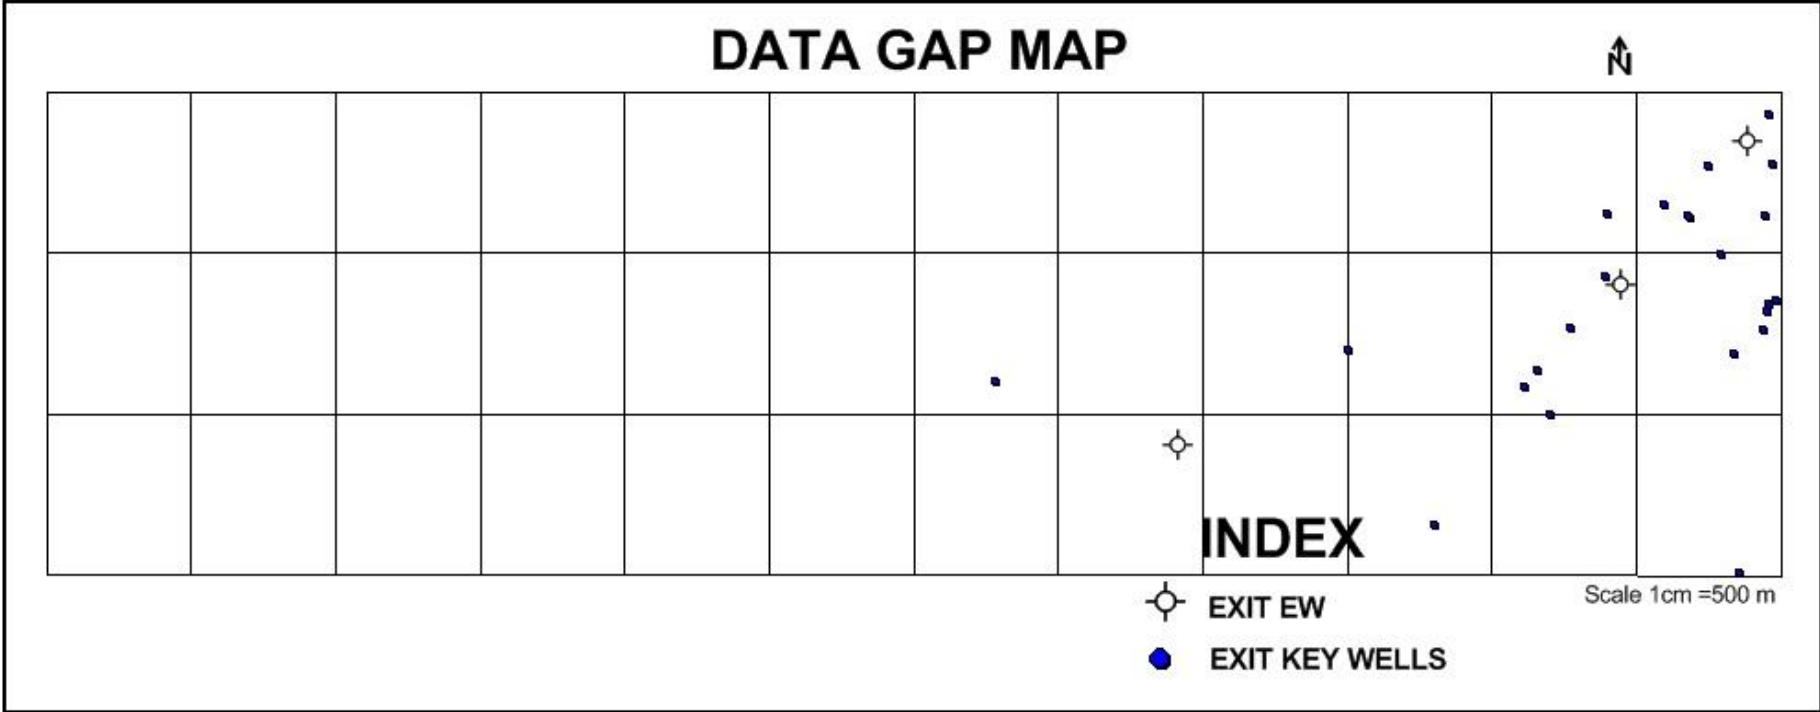 DATA GAP MAP
N
INDEX
Scale 1cm =500 m
EXIT EW
EXIT KEY WELLS